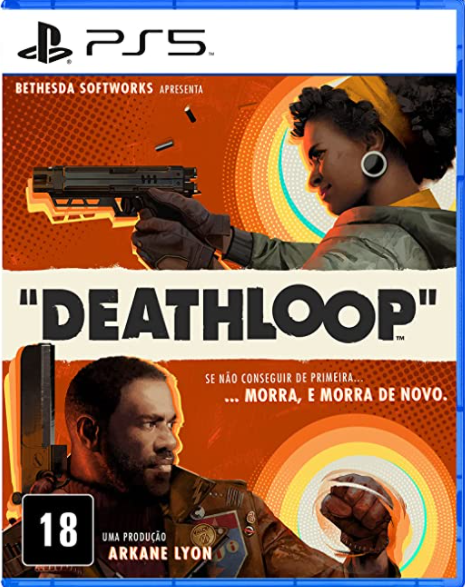 PS5
BETHESDA SOFTWORKS APRESENTA
"DEATHLOOP"
TM
SE NÃO CONSEGUIR DE PRIMEIRA...
... MORRA, E MORRA DE NOVO.
18
UMA PRODUÇÃO
ARKANE LYON